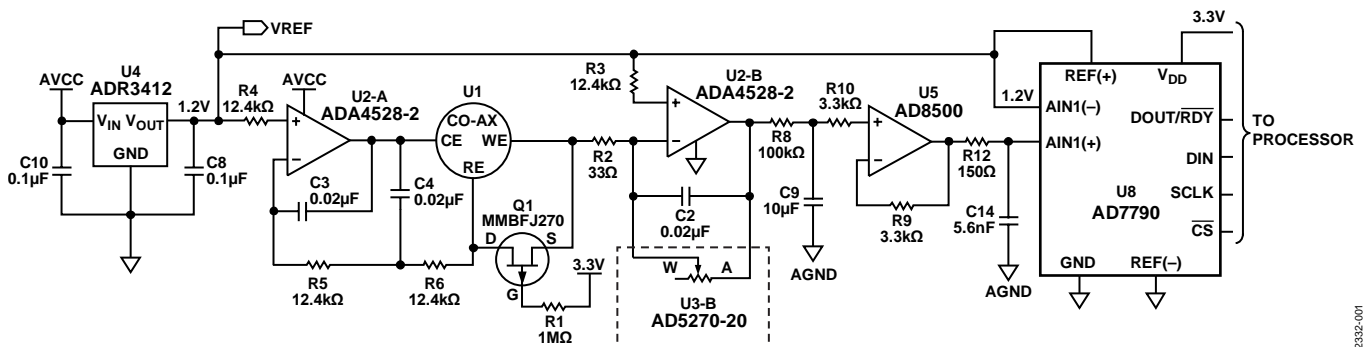 VREF
AVCC
U4
ADR3412
VIN VOUT
GND
1.2V
C10
0.1µF
C8
0.1µF
R4
12.4kΩ
AVCC
U2-A
ADA4528-2
+
−
C3
0.02µF
C4
0.02µF
R5
12.4kΩ
R6
12.4kΩ
U1
CO-AX
CE
WE
RE
Q1
MMBFJ270
D
S
G
R1
1MΩ
3.3V
R2
33Ω
R3
12.4kΩ
U2-B
ADA4528-2
+
−
C2
0.02µF
W
A
U3-B
AD5270-20
R8
100kΩ
C9
10µF
AGND
R10
3.3kΩ
U5
AD8500
+
−
R9
3.3kΩ
R12
150Ω
C14
5.6nF
AGND
1.2V
3.3V
REF(+)
VDD
AIN1(−)
AIN1(+)
DOUT/RDY
DIN
SCLK
CS
U8
AD7790
GND
REF(−)
TO
PROCESSOR
2332-001